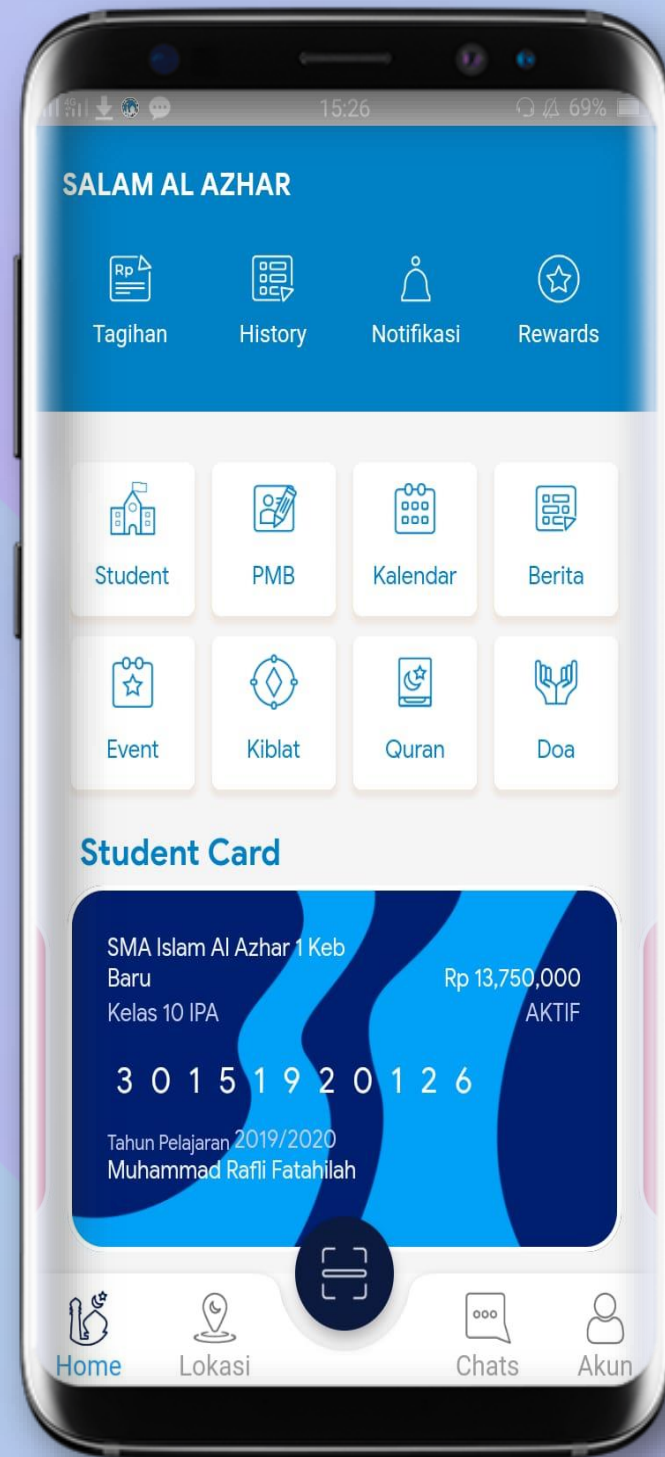 4G 15:26 69%
SALAM AL AZHAR
Rp
Tagihan History Notifikasi Rewards
Student PMB Kalendar Berita
Event Kiblat Quran Doa
Student Card
SMA Islam Al Azhar 1 Keb
Baru Rp 13,750,000
Kelas 10 IPA AKTIF
3 0 1 5 1 9 2 0 1 2 6
Tahun Pelajaran 2019/2020
Muhammad Rafli Fatahilah
Home Lokasi Chats Akun